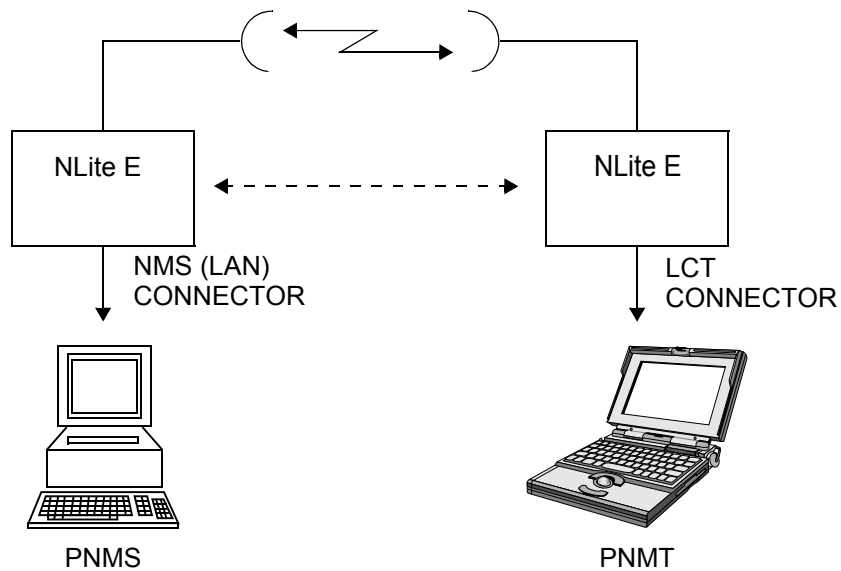 NLite E
NLite E
NMS (LAN)
CONNECTOR
LCT
CONNECTOR
PNMS
PNMT